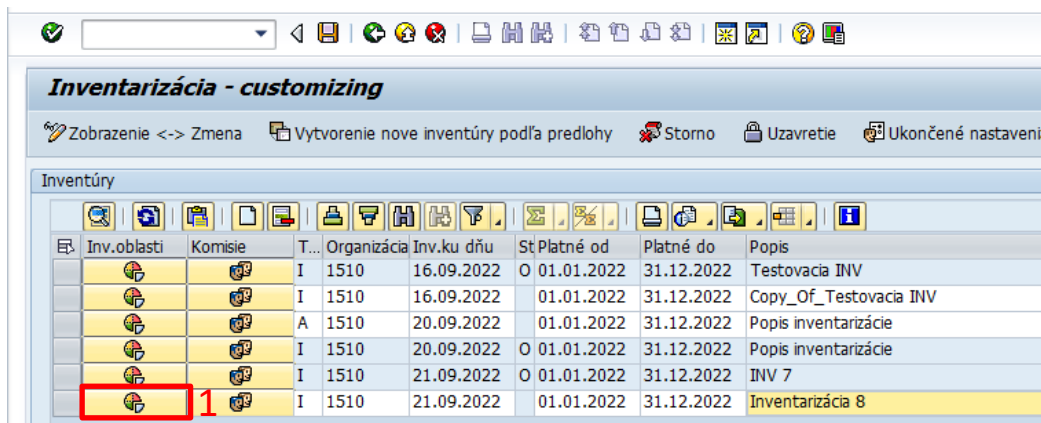 Inventarizácia - customizing
Zobrazenie <-> Zmena Vytvorenie nove inventúry podľa predlohy Storno Uzavretie Ukončené nastaveni
Inventúry
Inv.oblasti Komisie T... Organizácia Inv.ku dňu St Platné od Platné do Popis
I 1510 16.09.2022 O 01.01.2022 31.12.2022 Testovacia INV
I 1510 16.09.2022 01.01.2022 31.12.2022 Copy_Of_Testovacia INV
A 1510 20.09.2022 01.01.2022 31.12.2022 Popis inventarizácie
I 1510 20.09.2022 O 01.01.2022 31.12.2022 Popis inventarizácie
I 1510 21.09.2022 O 01.01.2022 31.12.2022 INV 7
1 I 1510 21.09.2022 01.01.2022 31.12.2022 Inventarizácia 8